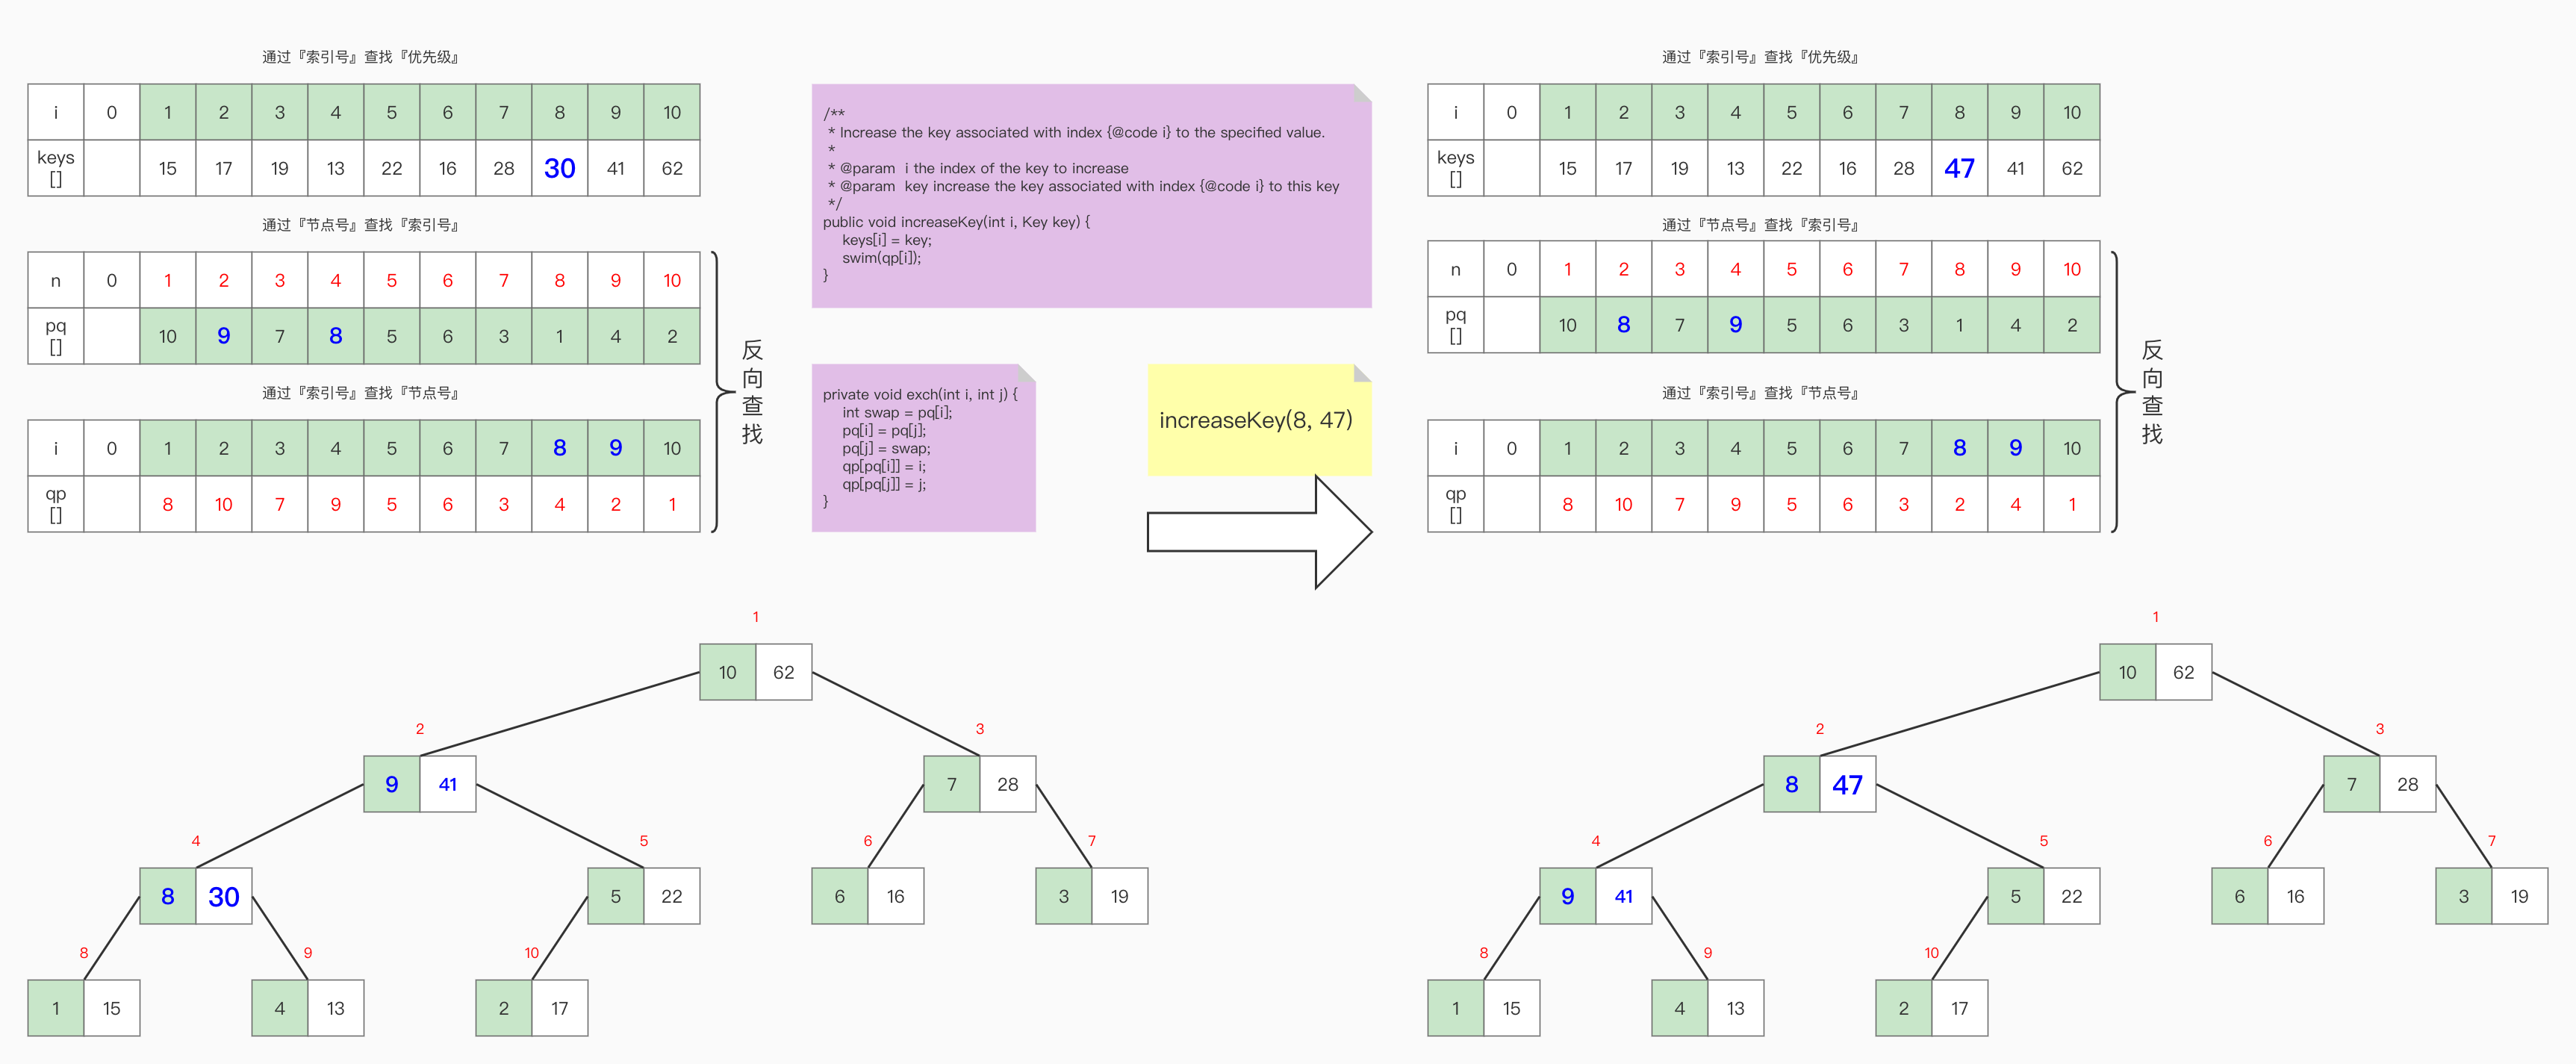 通过『索引号』查找『优先级』
i 0 1 2 3 4 5 6 7 8 9 10
keys [] 15 17 19 13 22 16 28 30 41 62
通过『节点号』查找『索引号』
n 0 1 2 3 4 5 6 7 8 9 10
pq [] 10 9 7 8 5 6 3 1 4 2
通过『索引号』查找『节点号』
i 0 1 2 3 4 5 6 7 8 9 10
qp [] 8 10 7 9 5 6 3 4 2 1
反向查找
/**
* Increase the key associated with index {@code i} to the specified value.
*
* @param  i the index of the key to increase
* @param  key increase the key associated with index {@code i} to this key
*/
public void increaseKey(int i, Key key) {
keys[i] = key;
swim(qp[i]);
}
private void exch(int i, int j) {
int swap = pq[i];
pq[i] = pq[j];
pq[j] = swap;
qp[pq[i]] = i;
qp[pq[j]] = j;
}
increaseKey(8, 47)
通过『索引号』查找『优先级』
i 0 1 2 3 4 5 6 7 8 9 10
keys [] 15 17 19 13 22 16 28 47 41 62
通过『节点号』查找『索引号』
n 0 1 2 3 4 5 6 7 8 9 10
pq [] 10 8 7 9 5 6 3 1 4 2
通过『索引号』查找『节点号』
i 0 1 2 3 4 5 6 7 8 9 10
qp [] 8 10 7 9 5 6 3 2 4 1
反向查找
1
10 62
2 3
9 41 7 28
4 5 6 7
8 30 5 22 6 16 3 19
8 9 10
1 15 4 13 2 17
1
10 62
2 3
8 47 7 28
4 5 6 7
9 41 5 22 6 16 3 19
8 9 10
1 15 4 13 2 17